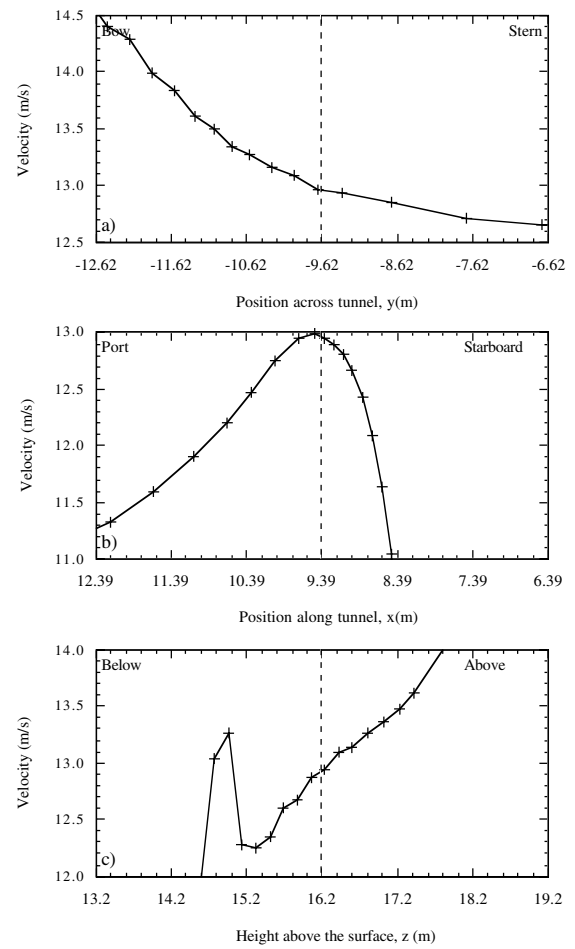 14.5
Bow
Stern
14.0
13.5
13.0
12.5
Velocity (m/s)
a)
-12.62 -11.62 -10.62 -9.62 -8.62 -7.62 -6.62
Position across tunnel, y(m)
13.0
Port
Starboard
12.5
12.0
11.5
11.0
Velocity (m/s)
b)
12.39 11.39 10.39 9.39 8.39 7.39 6.39
Position along tunnel, x(m)
14.0
Below
Above
13.5
13.0
12.5
12.0
Velocity (m/s)
c)
13.2 14.2 15.2 16.2 17.2 18.2 19.2
Height above the surface, z (m)